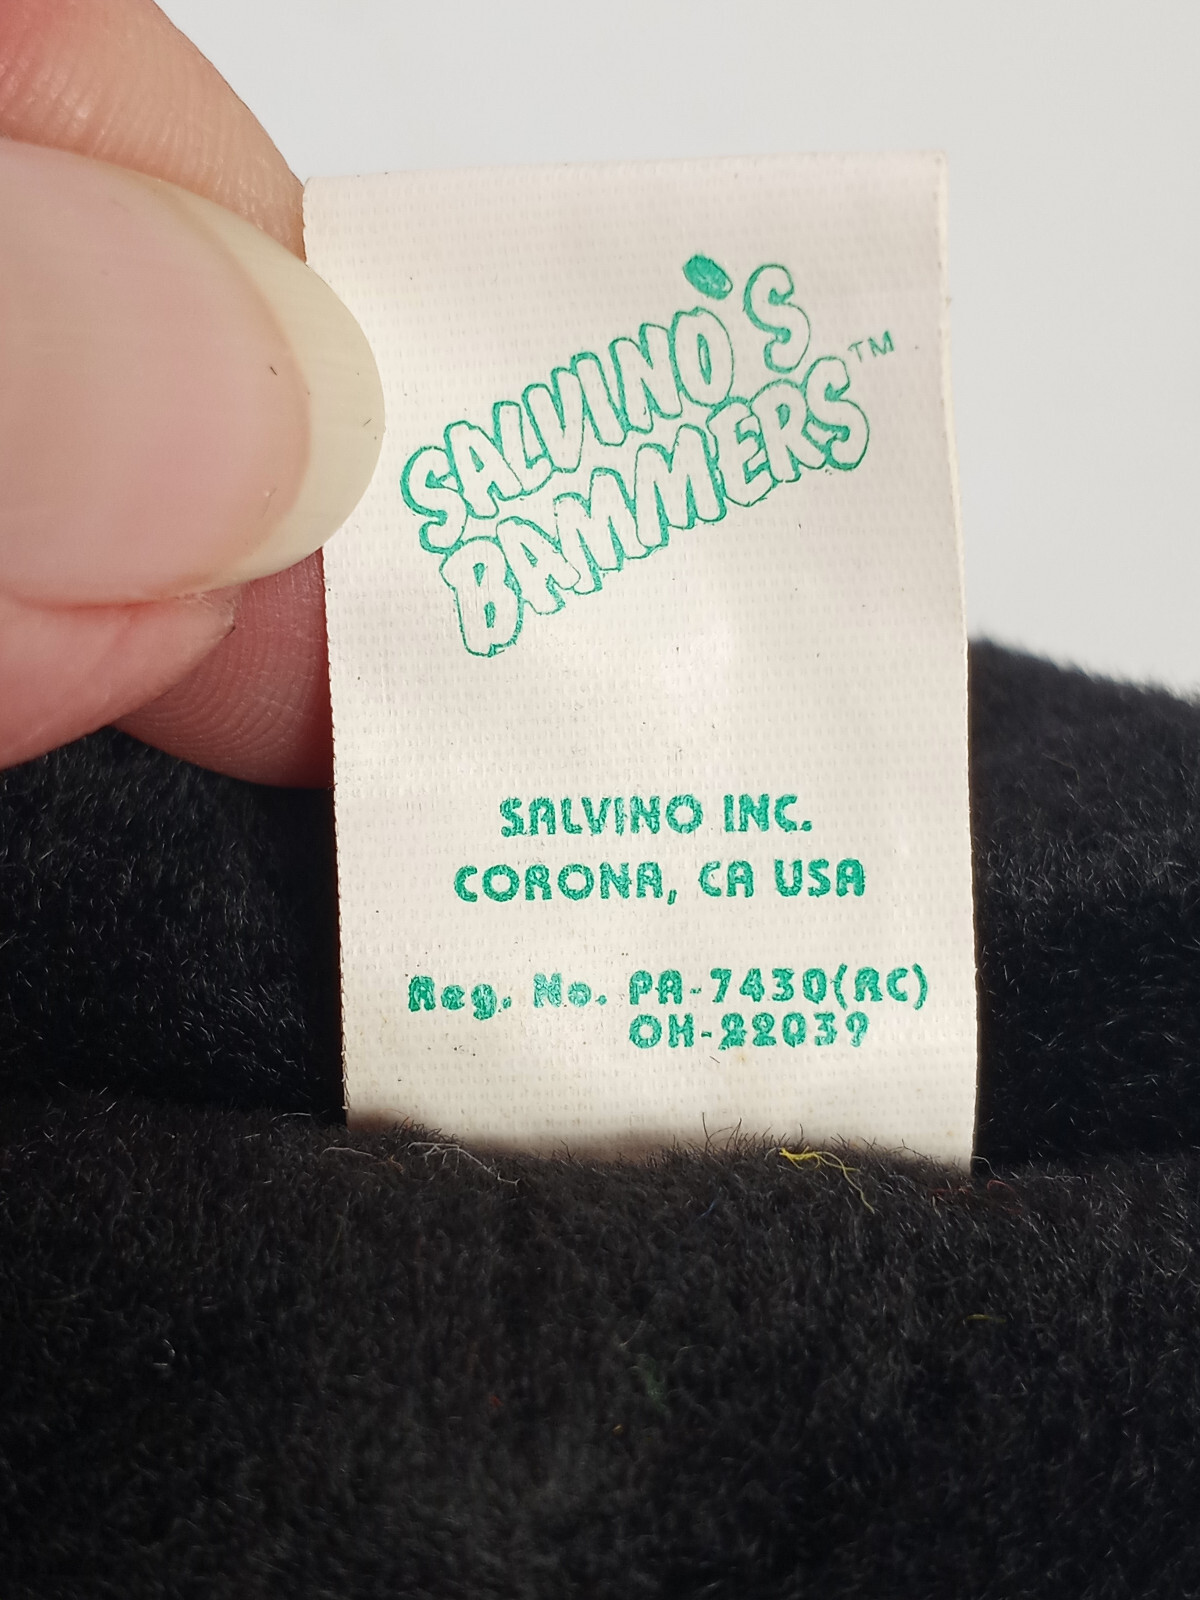 SALVINO'S
BAMMERS™
SALVINO INC.
CORONA, CA USA
Reg. No. PA-7430(RC)
OH-22039